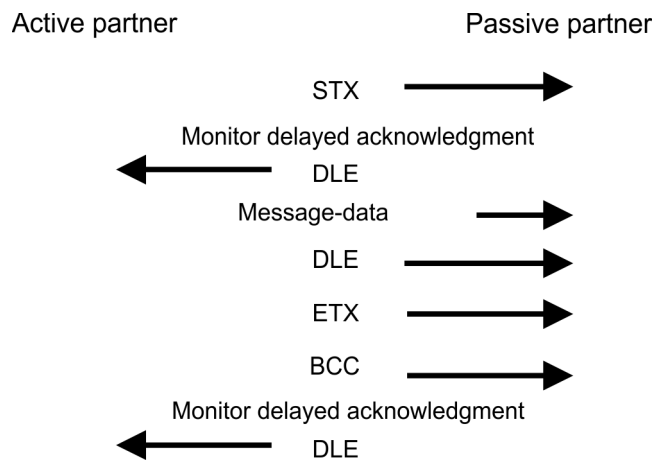 Active partner Passive partner
STX
Monitor delayed acknowledgment
DLE
Message-data
DLE
ETX
BCC
Monitor delayed acknowledgment
DLE